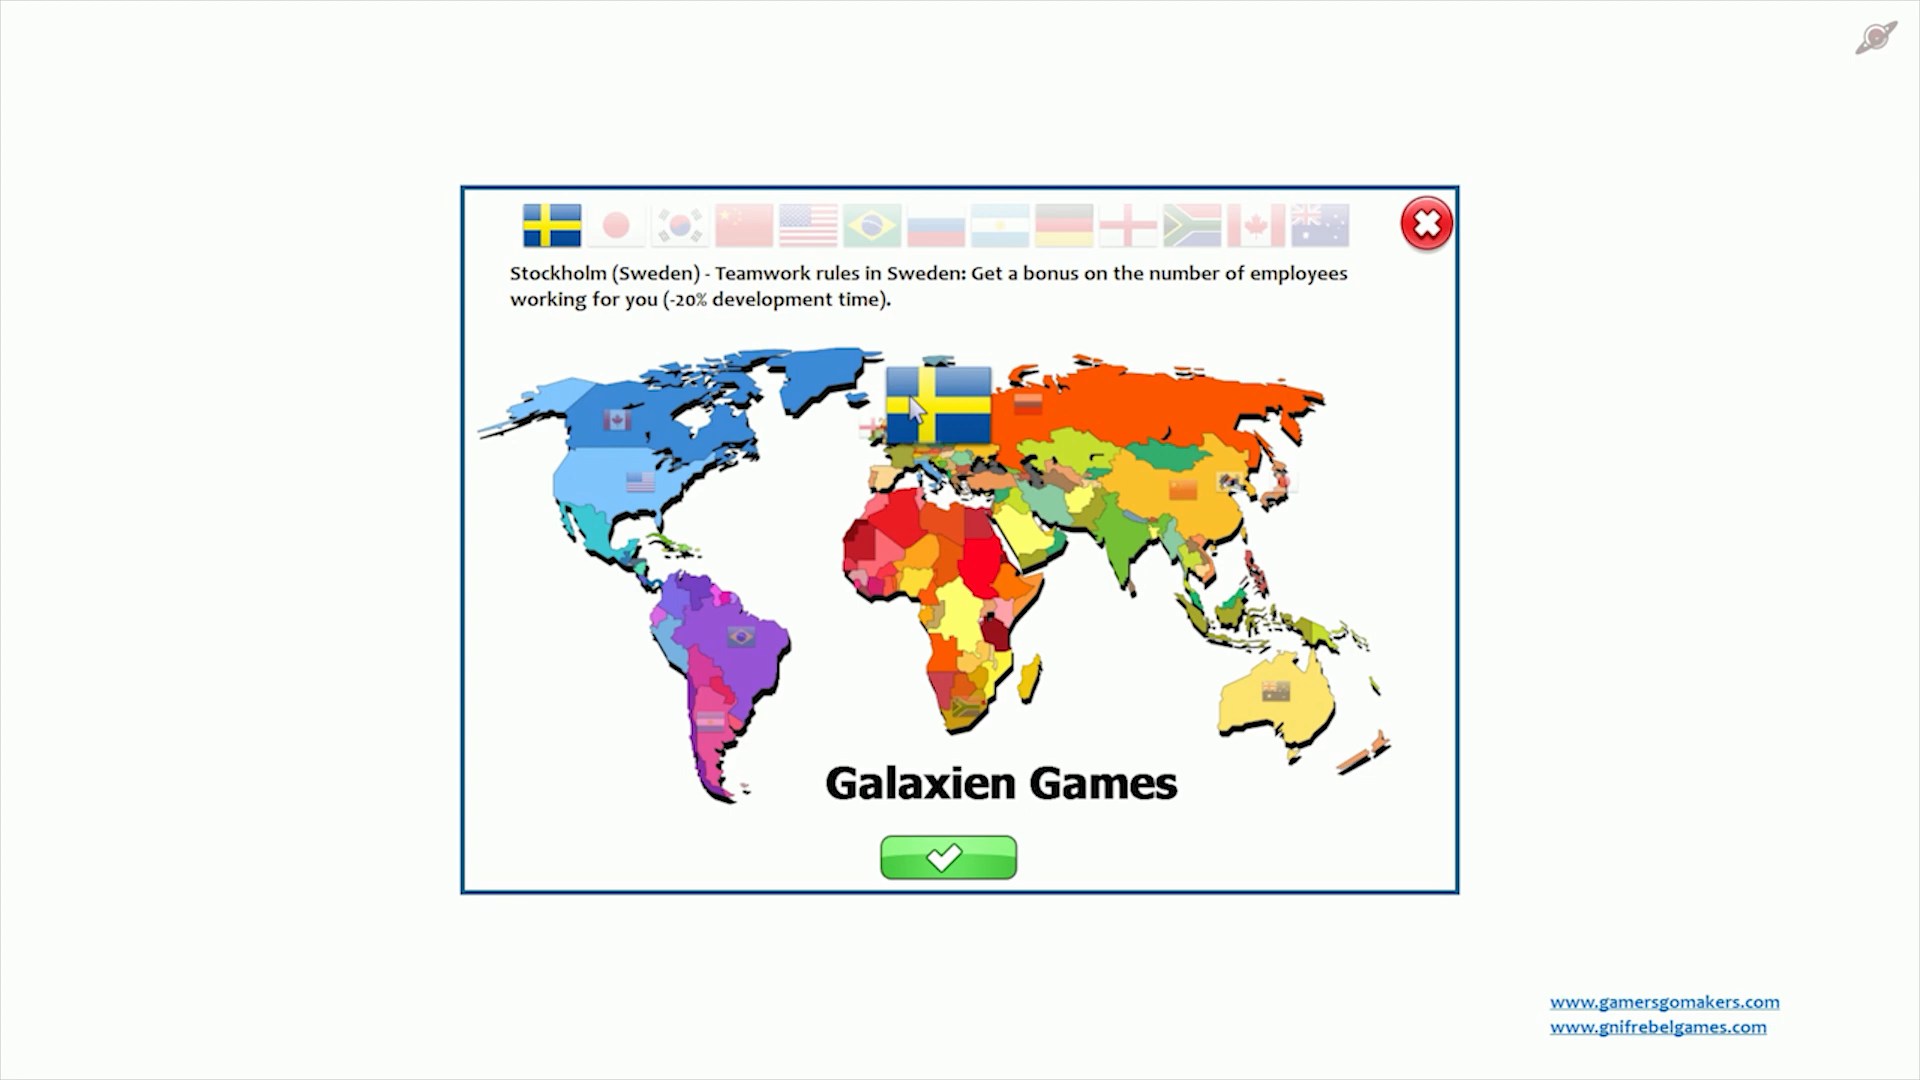 Stockholm (Sweden) - Teamwork rules in Sweden: Get a bonus on the number of employees
working for you (-20% development time).
Galaxien Games
www.gamersgomakers.com
www.gnifrebelgames.com